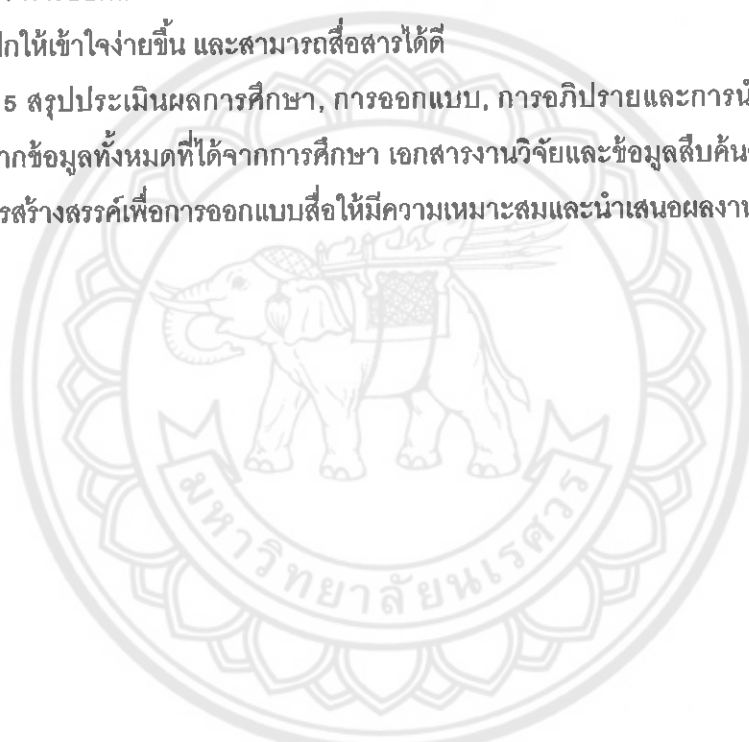 ปกให้เข้าใจง่ายขึ้น และสามารถสื่อสารได้ดี
5 สรุปประเมินผลการศึกษา, การออกแบบ, การอภิปรายและการนำ
ากข้อมูลทั้งหมดที่ได้จากการศึกษา เอกสารงานวิจัยและข้อมูลสืบค้น
รสร้างสรรค์เพื่อการออกแบบสื่อให้มีความเหมาะสมและนำเสนอผลงาน
มหาวิทยาลัยนเรศวร